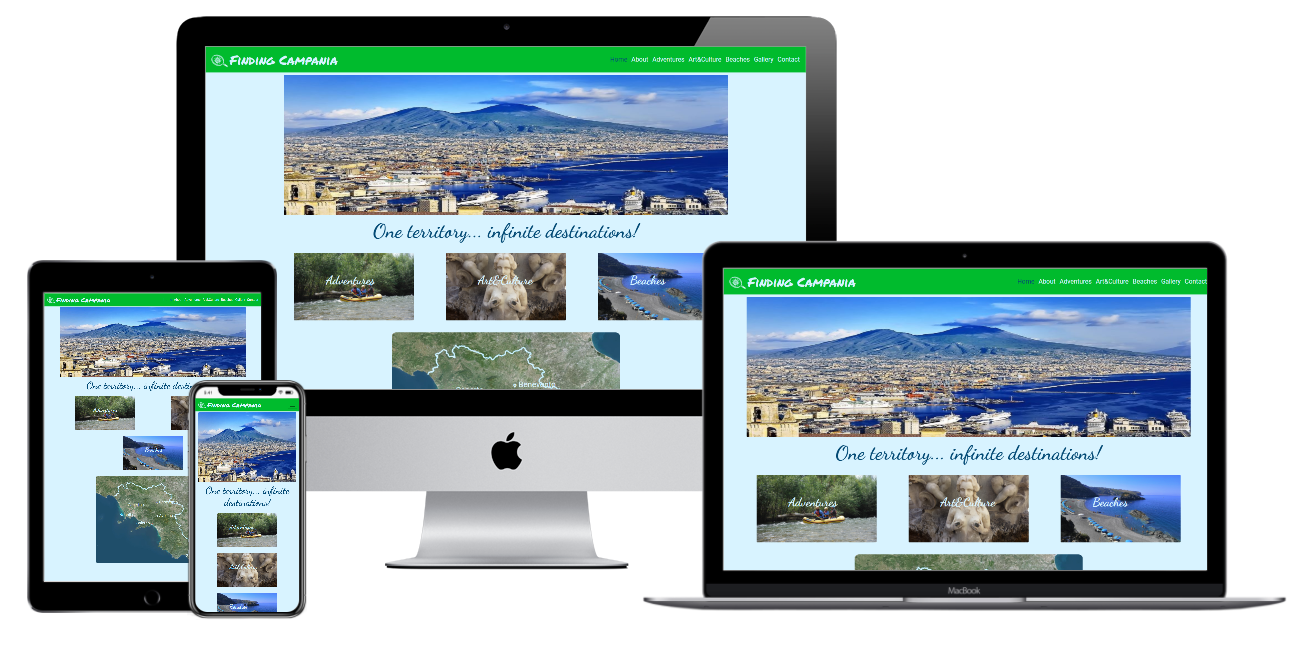 Finding Campania
Home About Adventures Art&Culture Beaches Gallery Contact
One territory... infinite destinations!
Adventures
Art&Culture
Beaches
Benevento
Finding Campania
One territory... infinite
Adventures
Beaches
Finding Campania
One territory... infinite
destinations!
Adventures
Art&Culture
Beaches
Finding Campania
Home About Adventures Art&Culture Beaches Gallery Contact
One territory... infinite destinations!
Adventures
Art&Culture
Beaches
MacBook